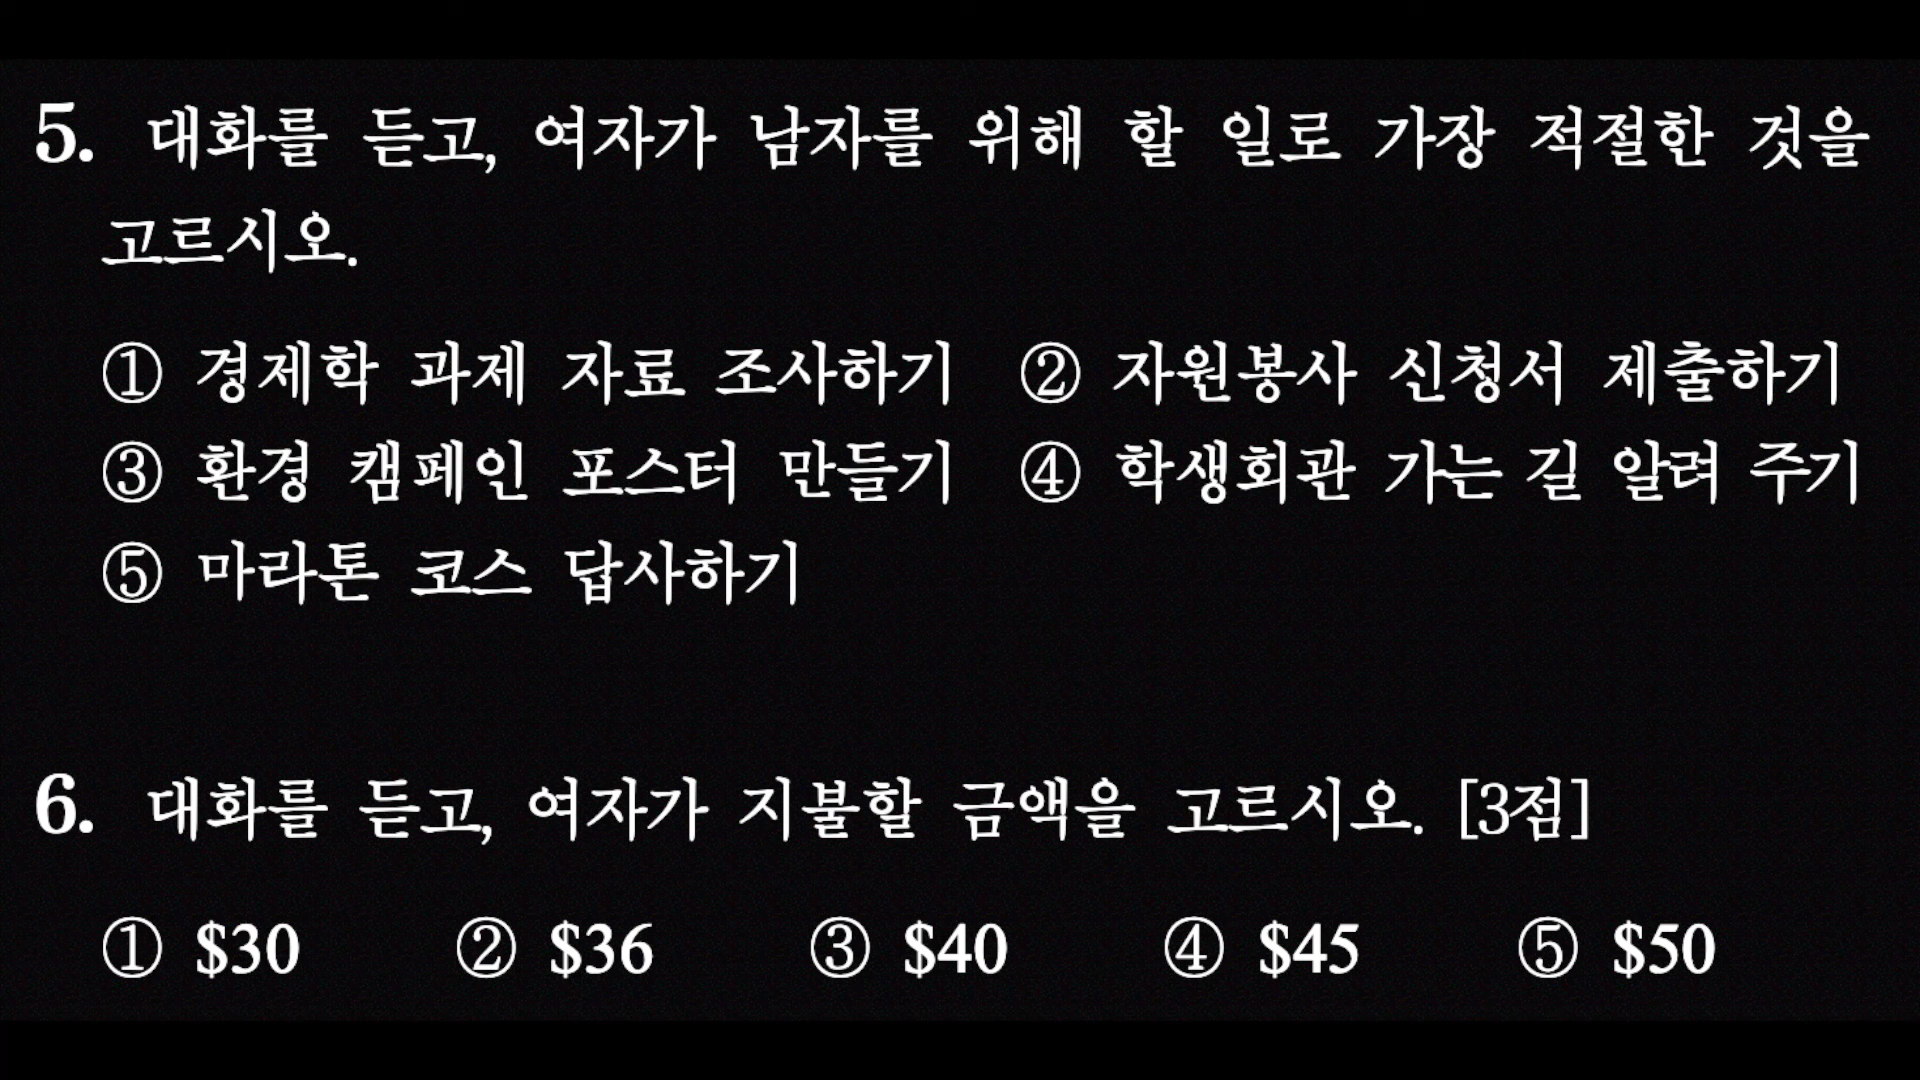 5. 대화를 듣고, 여자가 남자를 위해 할 일로 가장 적절한 것을
고르시오.
① 경제학 과제 자료 조사하기 ② 자원봉사 신청서 제출하기
③ 환경 캠페인 포스터 만들기 ④ 학생회관 가는 길 알려 주기
⑤ 마라톤 코스 답사하기
6. 대화를 듣고, 여자가 지불할 금액을 고르시오. [3점]
① $30 ② $36 ③ $40 ④ $45 ⑤ $50